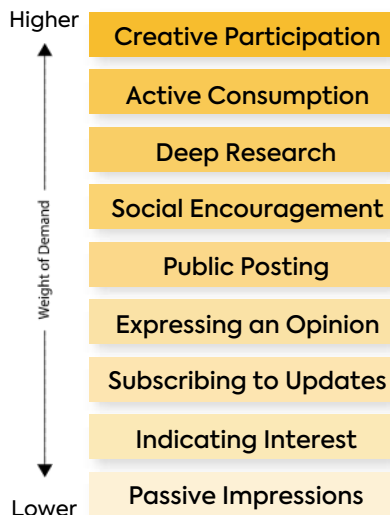 Higher
Creative Participation
Active Consumption
Deep Research
Social Encouragement
Weight of Demand
Public Posting
Expressing an Opinion
Subscribing to Updates
Indicating Interest
Passive Impressions
Lower